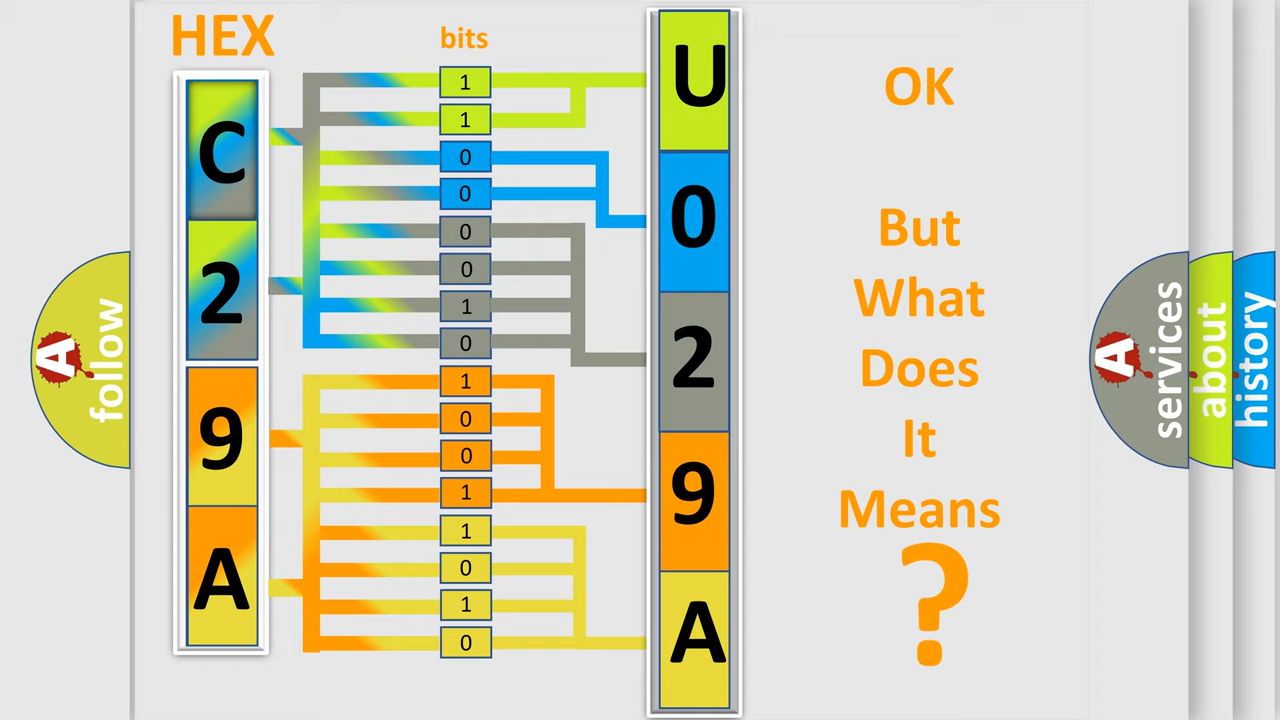 HEX
bits
C
2
9
A
1
1
0
0
0
0
1
0
1
0
0
1
1
0
1
0
U
0
2
9
A
OK
But
What
Does
It
Means
?
A
follow
A
services
about
history